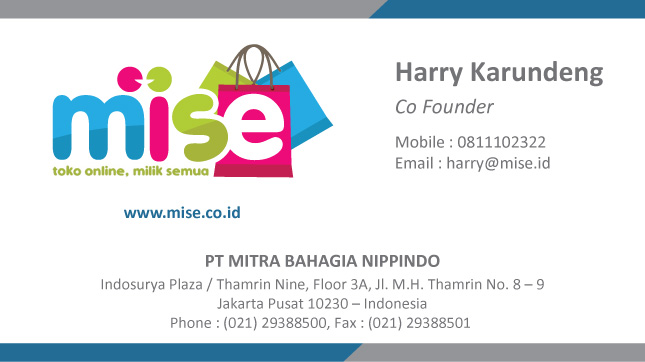 mise
toko online, milik semua
www.mise.co.id
Harry Karundeng
Co Founder
Mobile : 0811102322
Email : harry@mise.id
PT MITRA BAHAGIA NIPPINDO
Indosurya Plaza / Thamrin Nine, Floor 3A, Jl. M.H. Thamrin No. 8 – 9
Jakarta Pusat 10230 – Indonesia
Phone : (021) 29388500, Fax : (021) 29388501